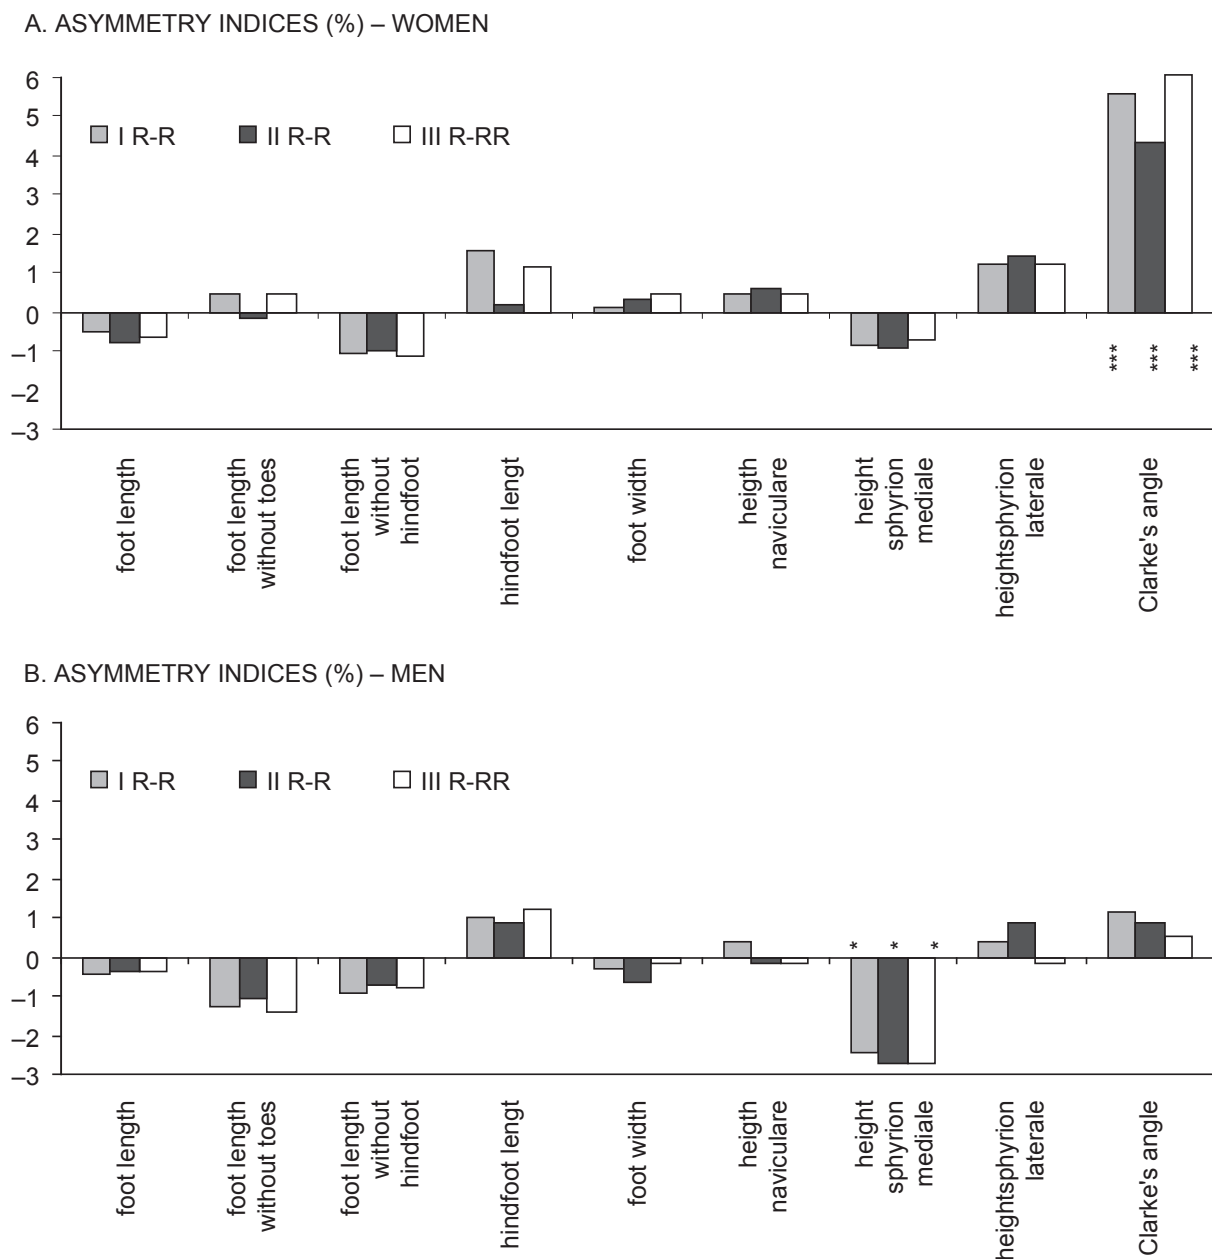 A. ASYMMETRY INDICES (%) – WOMEN
6
5
4
3
2
1
0
–1
–2
–3
I R-R
II R-R
III R-RR
***
***
***
foot length
foot length
without toes
foot length
without
hindfoot
hindfoot lengt
foot width
heigth
naviculare
height
sphyrion
mediale
heightsphyrion
laterale
Clarke's angle
B. ASYMMETRY INDICES (%) – MEN
6
5
4
3
2
1
0
–1
–2
–3
I R-R
II R-R
III R-RR
*
*
*
foot length
foot length
without toes
foot length
without
hindfoot
hindfoot lengt
foot width
heigth
naviculare
height
sphyrion
mediale
heightsphyrion
laterale
Clarke's angle